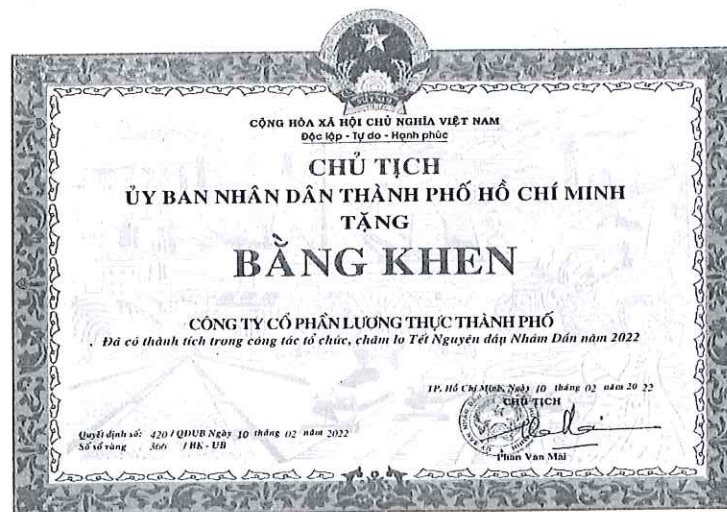 CỘNG HÒA XÃ HỘI CHỦ NGHĨA VIỆT NAM
Độc lập - Tự do - Hạnh phúc
CHỦ TỊCH
ỦY BAN NHÂN DÂN THÀNH PHỐ HỒ CHÍ MINH
TẶNG
BẰNG KHEN
CÔNG TY CỔ PHẦN LƯƠNG THỰC THÀNH PHỐ
Đã có thành tích trong công tác tổ chức, chăm lo Tết Nguyên đán Nhâm Dần năm 2022
TP. Hồ Chí Minh, Ngày 10 tháng 02 năm 20 22
CHỦ TỊCH
Quyết định số: 420 / QĐUB Ngày 10 tháng 02 năm 2022
Số sổ vàng 366 / BK - UB
Phan Văn Mãi